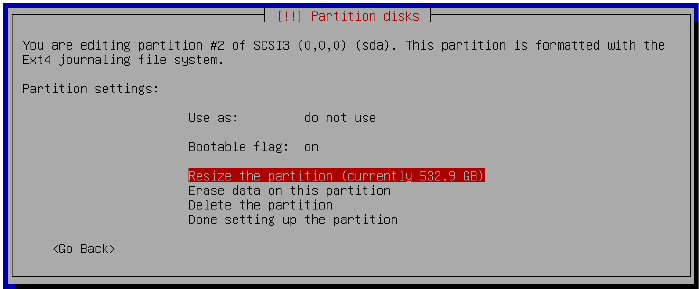 [!!] Partition disks
You are editing partition #2 of SCSI3 (0,0,0) (sda). This partition is formatted with the
Ext4 journaling file system.
Partition settings:
Use as: do not use
Bootable flag: on
Resize the partition (currently 532.9 GB)
Erase data on this partition
Delete the partition
Done setting up the partition
<Go Back>